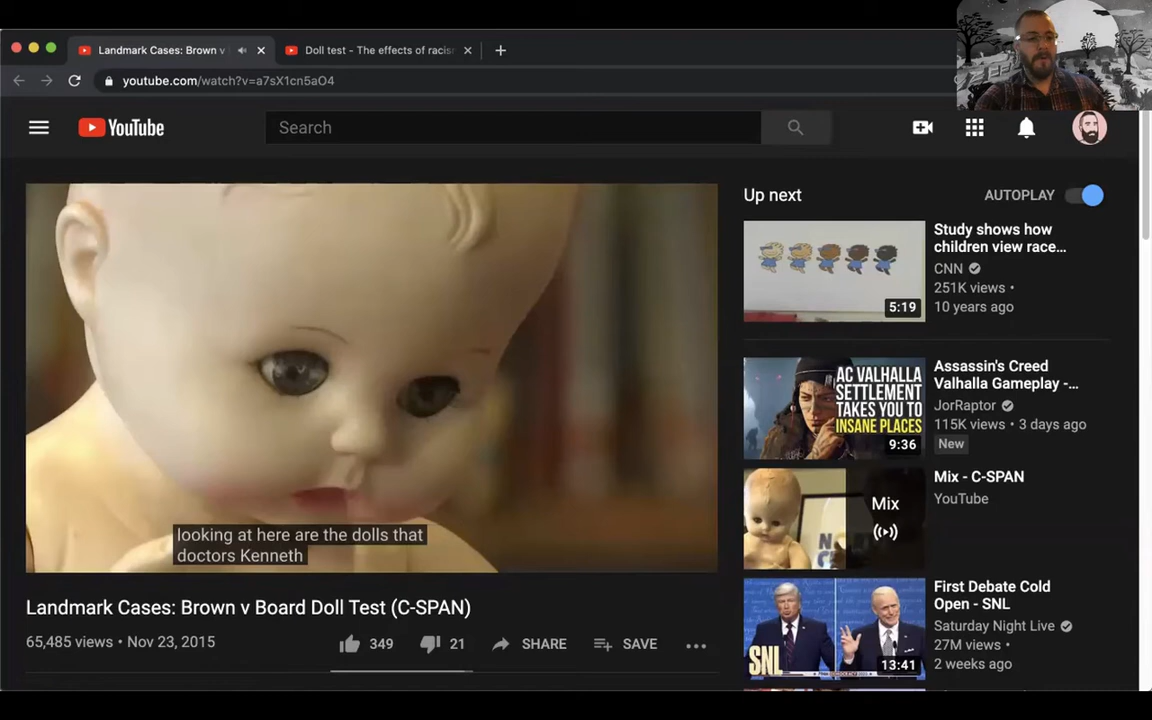 Landmark Cases: Brown v
Doll test - The effects of racisn
youtube.com/watch?v=a7sX1cn5aO4
YouTube
Search
looking at here are the dolls that
doctors Kenneth
Landmark Cases: Brown v Board Doll Test (C-SPAN)
65,485 views • Nov 23, 2015
349
21
SHARE
SAVE
Up next
AUTOPLAY
5:19
Study shows how
children view race...
CNN
251K views •
10 years ago
AC VALHALLA
SETTLEMENT
TAKES YOU TO
INSANE PLACES
9:36
Assassin's Creed
Valhalla Gameplay -...
JorRaptor
115K views • 3 days ago
New
Mix
Mix - C-SPAN
YouTube
SNL
13:41
First Debate Cold
Open - SNL
Saturday Night Live
27M views •
2 weeks ago